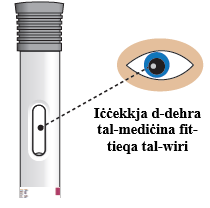 Iċċekkja d-dehra
tal-mediċina fit-
tieqa tal-wiri